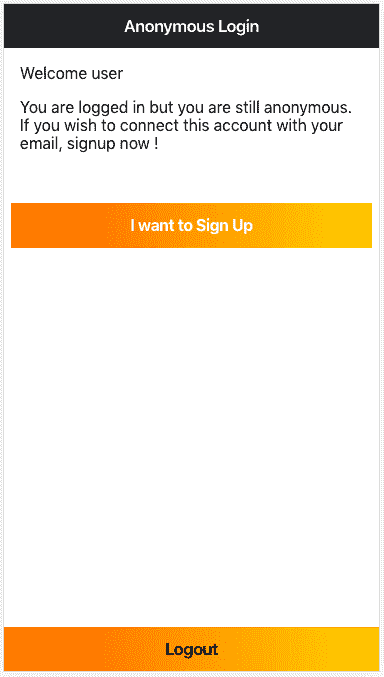 Anonymous Login
Welcome user
You are logged in but you are still anonymous.
If you wish to connect this account with your
email, signup now !
I want to Sign Up
Logout